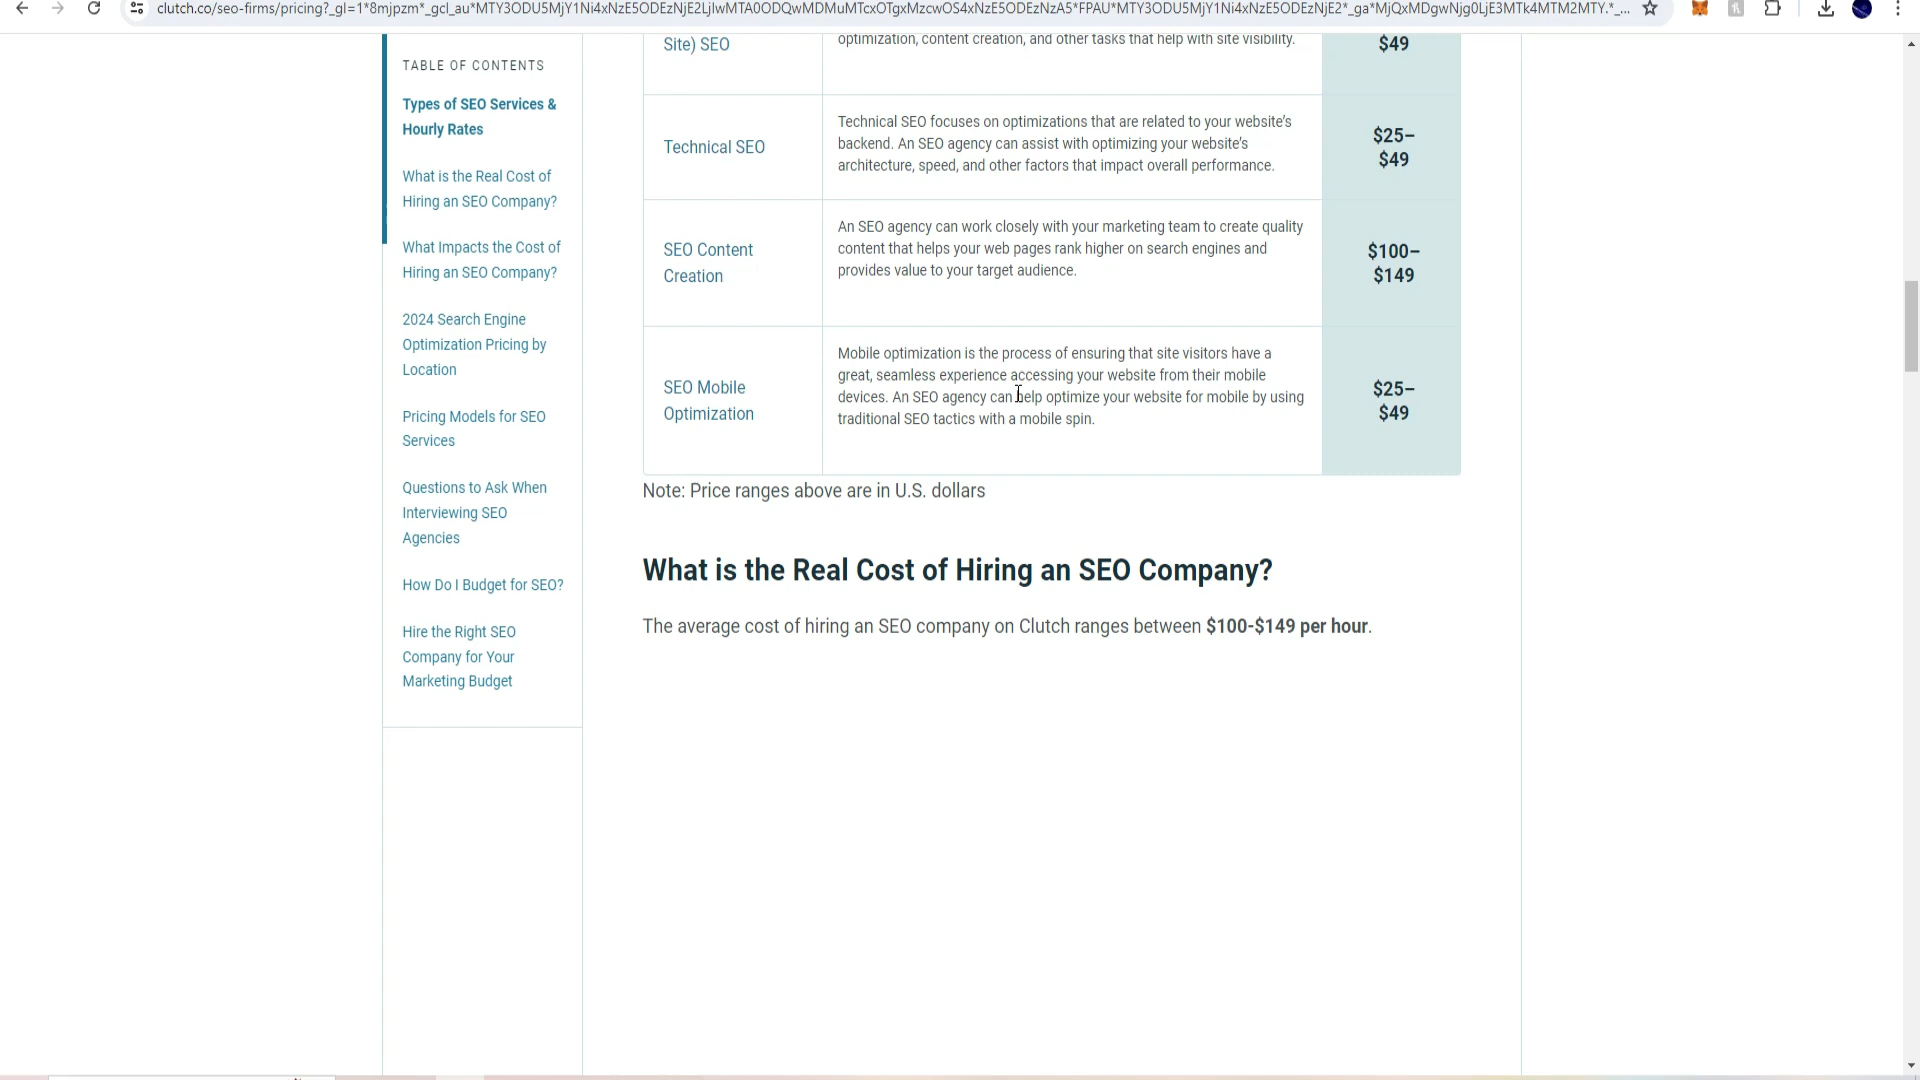 clutch.co/seo-firms/pricing?_gl=1*8mjpzm*_gcl_au*MTY3ODU5MjY1Ni4xNzE5ODEzNjE2LjIwMTA0ODQwMDMuMTcxOTgxMzcwOS4xNzE5ODEzNzA5*FPAU*MTY3ODU5MjY1Ni4xNzE5ODEzNjE2*_ga*MjQxMDgwNjg0LjE3MTk4MTM2MTY.*_...
TABLE OF CONTENTS
Types of SEO Services &
Hourly Rates
What is the Real Cost of
Hiring an SEO Company?
What Impacts the Cost of
Hiring an SEO Company?
2024 Search Engine
Optimization Pricing by
Location
Pricing Models for SEO
Services
Questions to Ask When
Interviewing SEO
Agencies
How Do I Budget for SEO?
Hire the Right SEO
Company for Your
Marketing Budget
Site) SEO
optimization, content creation, and other tasks that help with site visibility.
$49
Technical SEO
Technical SEO focuses on optimizations that are related to your website's
backend. An SEO agency can assist with optimizing your website's
architecture, speed, and other factors that impact overall performance.
$25–
$49
SEO Content
Creation
An SEO agency can work closely with your marketing team to create quality
content that helps your web pages rank higher on search engines and
provides value to your target audience.
$100–
$149
SEO Mobile
Optimization
Mobile optimization is the process of ensuring that site visitors have a
great, seamless experience accessing your website from their mobile
devices. An SEO agency can help optimize your website for mobile by using
traditional SEO tactics with a mobile spin.
$25–
$49
Note: Price ranges above are in U.S. dollars
What is the Real Cost of Hiring an SEO Company?
The average cost of hiring an SEO company on Clutch ranges between $100-$149 per hour.